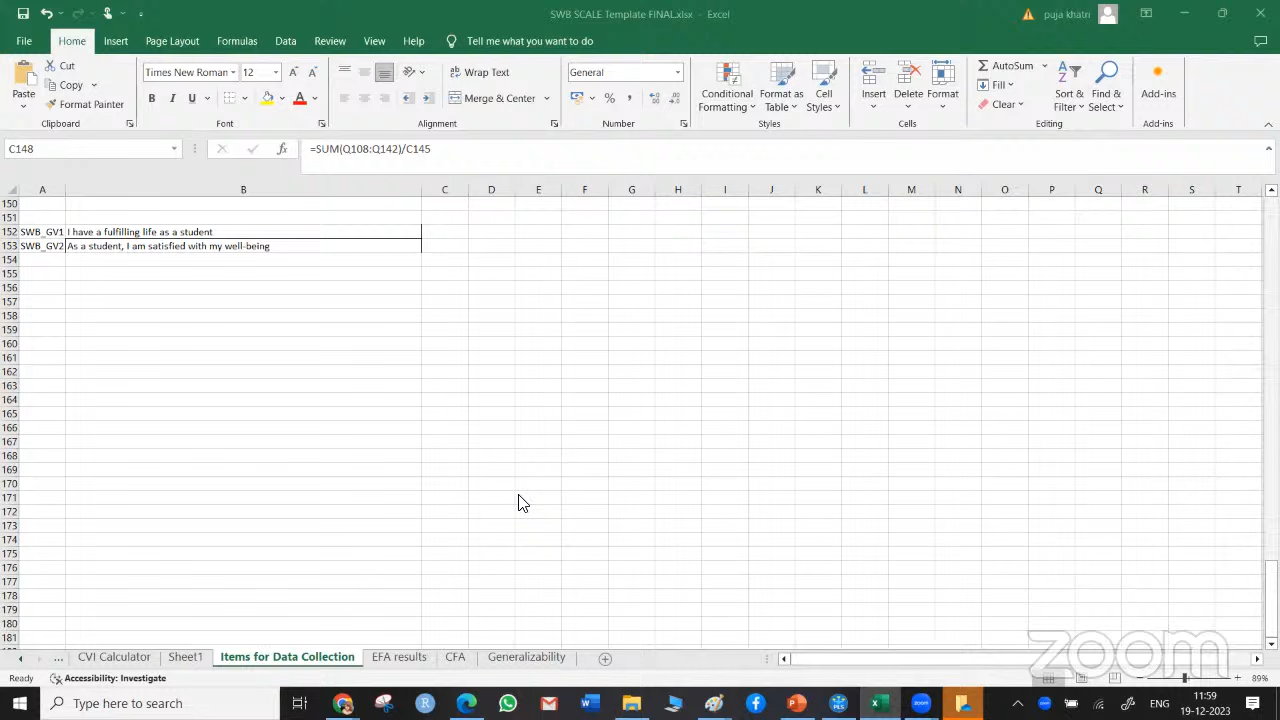 SWB SCALE Template FINAL.xlsx - Excel
puja khatri
File Home Insert Page Layout Formulas Data Review View Help Tell me what you want to do
Cut
Copy
Format Painter
Paste
Clipboard
Times New Roman 12
B I U
Font
Wrap Text
Merge & Center
Alignment
General
%
Number
Conditional Formatting
Format as Table
Cell Styles
Styles
Insert Delete Format
Cells
AutoSum
Fill
Clear
Sort & Filter
Find & Select
Editing
Add-ins
Add-ins
C148
fx
=SUM(Q108:Q142)/C145
A B C D E F G H I J K L M N O P Q R S T
150
151
152 SWB_GV1 I have a fulfilling life as a student
153 SWB_GV2 As a student, I am satisfied with my well-being
154
155
156
157
158
159
160
161
162
163
164
165
166
167
168
169
170
171
172
173
174
175
176
177
178
179
180
181
zoom
... CVI Calculator Sheet1 Items for Data Collection EFA results CFA Generalizability
Ready Accessibility: Investigate 89%
Type here to search
ENG
11:59
19-12-2023